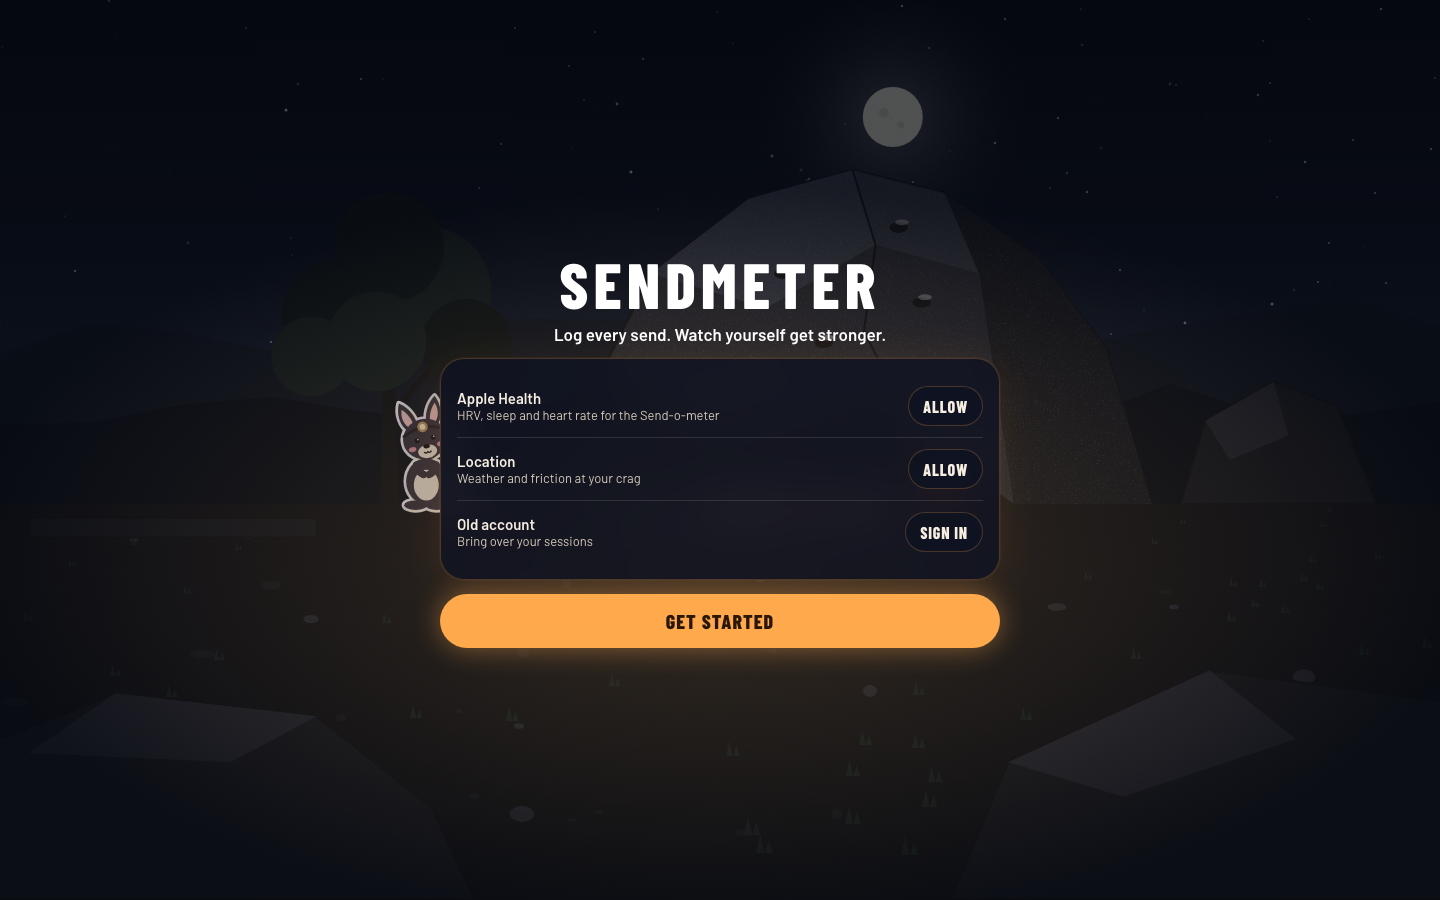 SENDMETER
Log every send. Watch yourself get stronger.
Apple Health
HRV, sleep and heart rate for the Send-o-meter
ALLOW
Location
Weather and friction at your crag
ALLOW
Old account
Bring over your sessions
SIGN IN
GET STARTED